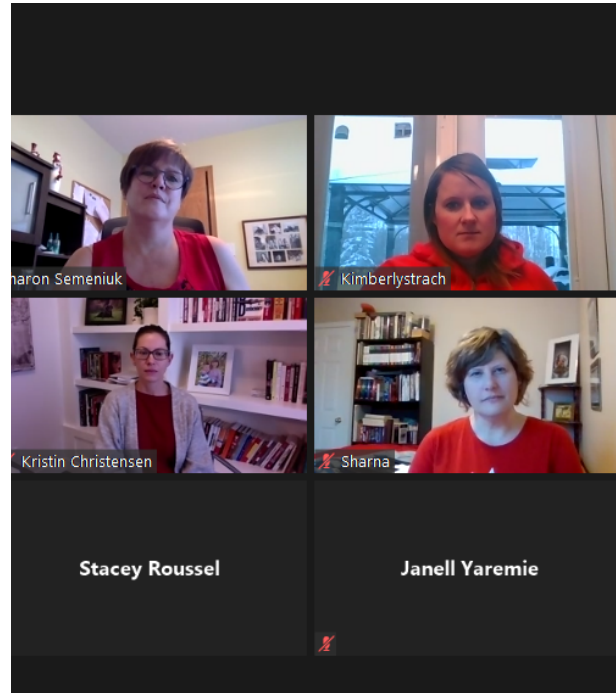 haron Semeniuk
Kimberlystrach
Kristin Christensen
Sharna
Stacey Roussel
Janell Yaremie